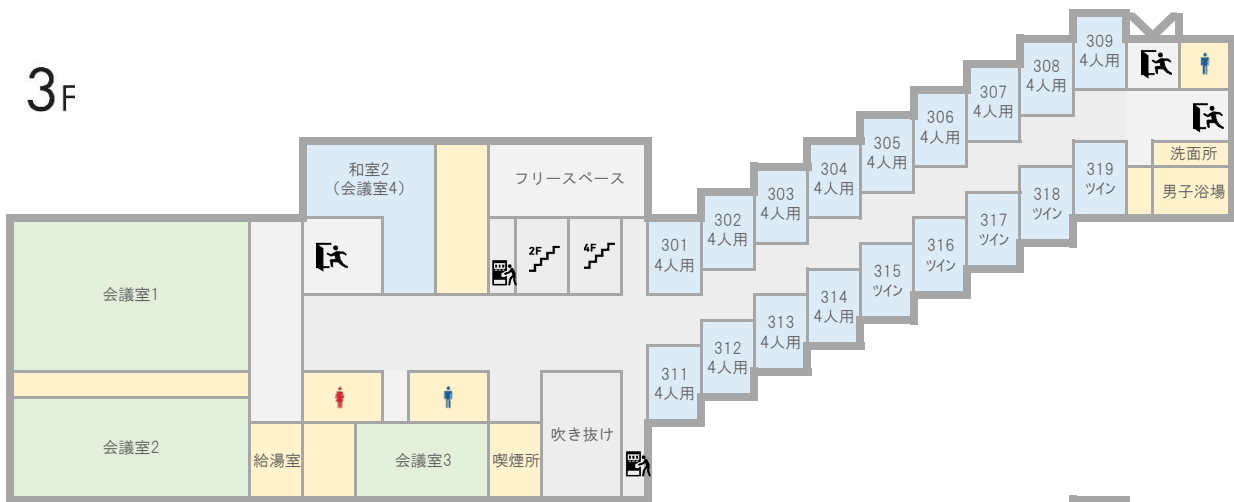 3F
和室2
(会議室4)
フリースペース
2F
4F
会議室1
会議室2
給湯室
会議室3
喫煙所
吹き抜け
301
4人用
302
4人用
303
4人用
304
4人用
305
4人用
306
4人用
307
4人用
308
4人用
309
4人用
311
4人用
312
4人用
313
4人用
314
4人用
315
ツイン
316
ツイン
317
ツイン
318
ツイン
319
ツイン
洗面所
男子浴場